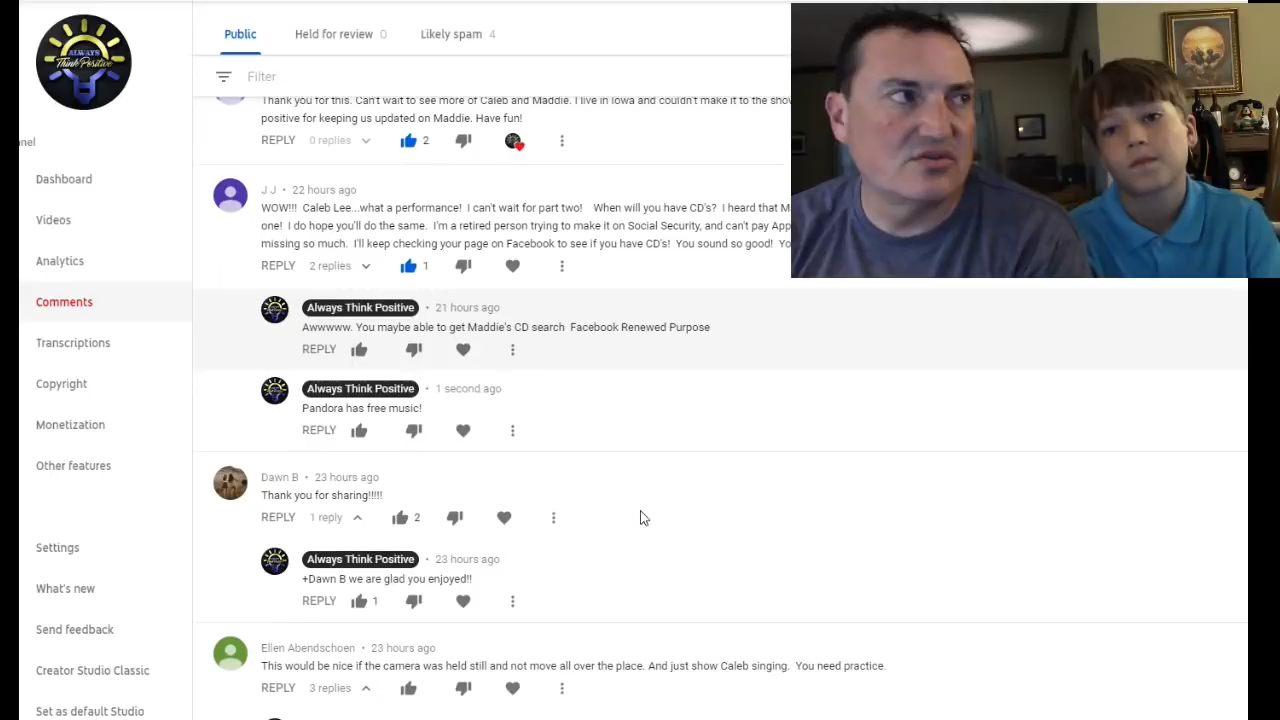 ALWAYS
Think Positive
nnel
Dashboard
Videos
Analytics
Comments
Transcriptions
Copyright
Monetization
Other features
Settings
What's new
Send feedback
Creator Studio Classic
Set as default Studio
Public
Held for review 0
Likely spam 4
Filter
Thank you for this. Can't wait to see more of Caleb and Maddie. I live in Iowa and couldn't make it to the sho
positive for keeping us updated on Maddie. Have fun!
REPLY 0 replies 2
J J • 22 hours ago
WOW!!! Caleb Lee...what a performance! I can't wait for part two! When will you have CD's? I heard that M
one! I do hope you'll do the same. I'm a retired person trying to make it on Social Security, and can't pay App
missing so much. I'll keep checking your page on Facebook to see if you have CD's! You sound so good! Yo
REPLY 2 replies 1
Always Think Positive • 21 hours ago
Awwwww. You maybe able to get Maddie's CD search Facebook Renewed Purpose
REPLY
Always Think Positive • 1 second ago
Pandora has free music!
REPLY
Dawn B • 23 hours ago
Thank you for sharing!!!!!
REPLY 1 reply 2
Always Think Positive • 23 hours ago
+Dawn B we are glad you enjoyed!!
REPLY 1
Ellen Abendschoen • 23 hours ago
This would be nice if the camera was held still and not move all over the place. And just show Caleb singing. You need practice.
REPLY 3 replies